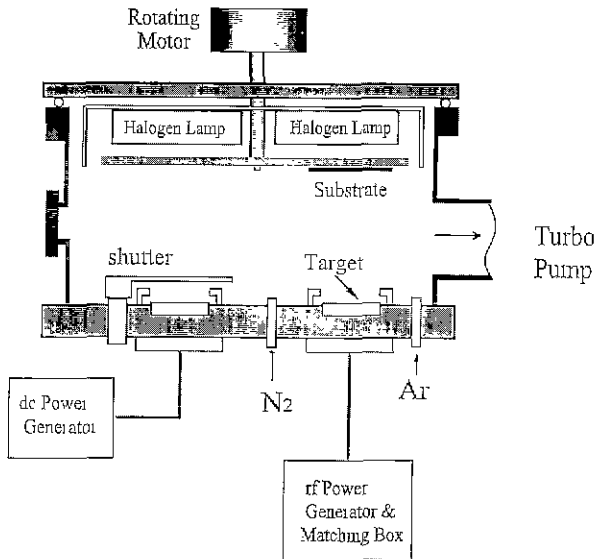 Rotating
Motor
Halogen Lamp
Halogen Lamp
Substrate
Turbo
Pump
shutter
Target
N2
Ar
dc Power
Generator
rf Power
Generator &
Matching Box